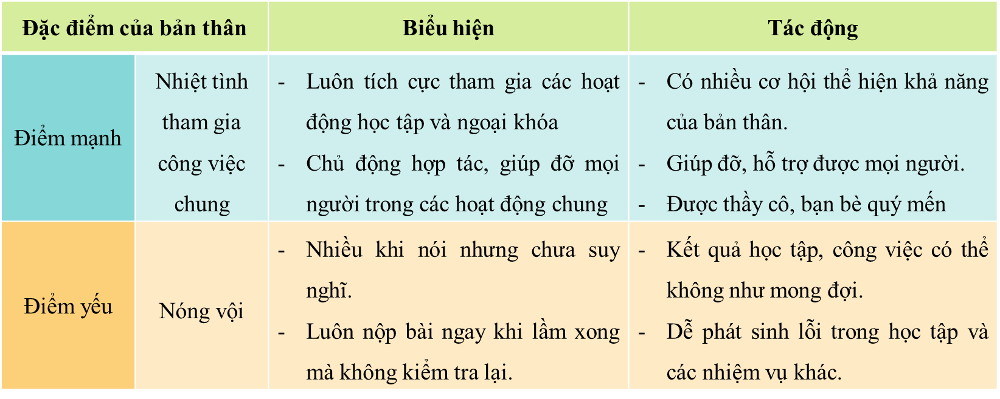 Đặc điểm của bản thân
Biểu hiện
Tác động
Điểm mạnh
Nhiệt tình
tham gia
công việc
chung
- Luôn tích cực tham gia các hoạt
động học tập và ngoại khóa
- Chủ động hợp tác, giúp đỡ mọi
người trong các hoạt động chung
- Có nhiều cơ hội thể hiện khả năng
của bản thân.
- Giúp đỡ, hỗ trợ được mọi người.
- Được thầy cô, bạn bè quý mến
Điểm yếu
Nóng vội
- Nhiều khi nói nhưng chưa suy
nghĩ.
- Luôn nộp bài ngay khi lầm xong
mà không kiểm tra lại.
- Kết quả học tập, công việc có thể
không như mong đợi.
- Dễ phát sinh lỗi trong học tập và
các nhiệm vụ khác.